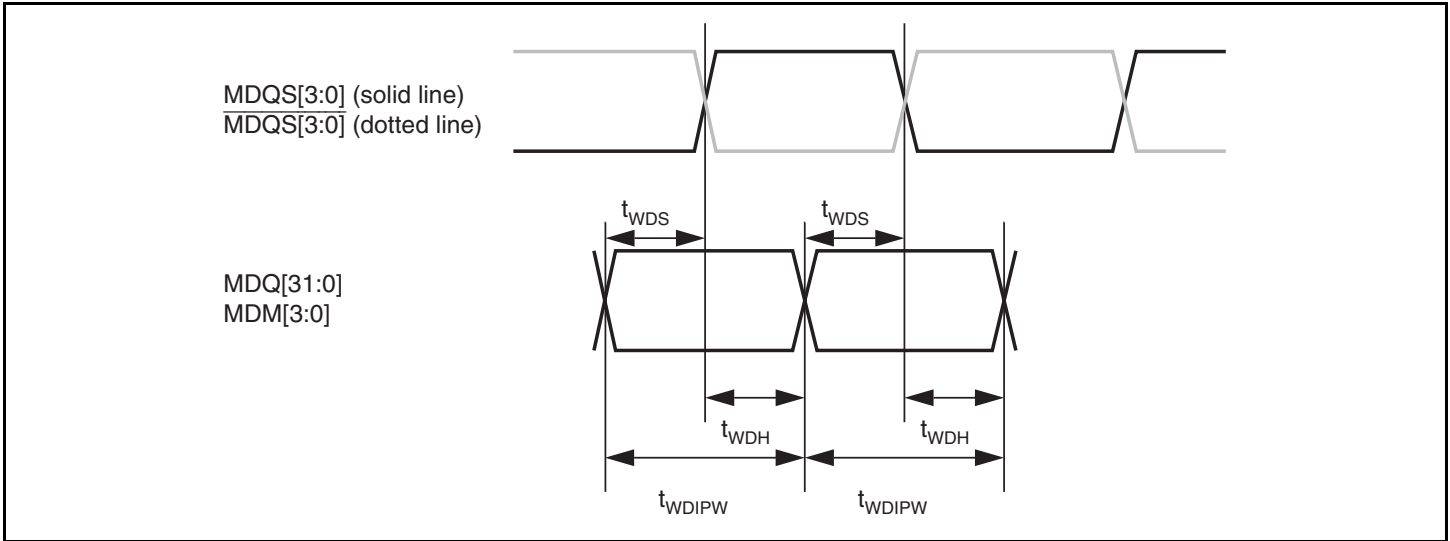 MDQS[3:0] (solid line)
MDQS[3:0] (dotted line)
tWDS tWDS
MDQ[31:0]
MDM[3:0]
tWDH tWDH
tWDIPW tWDIPW